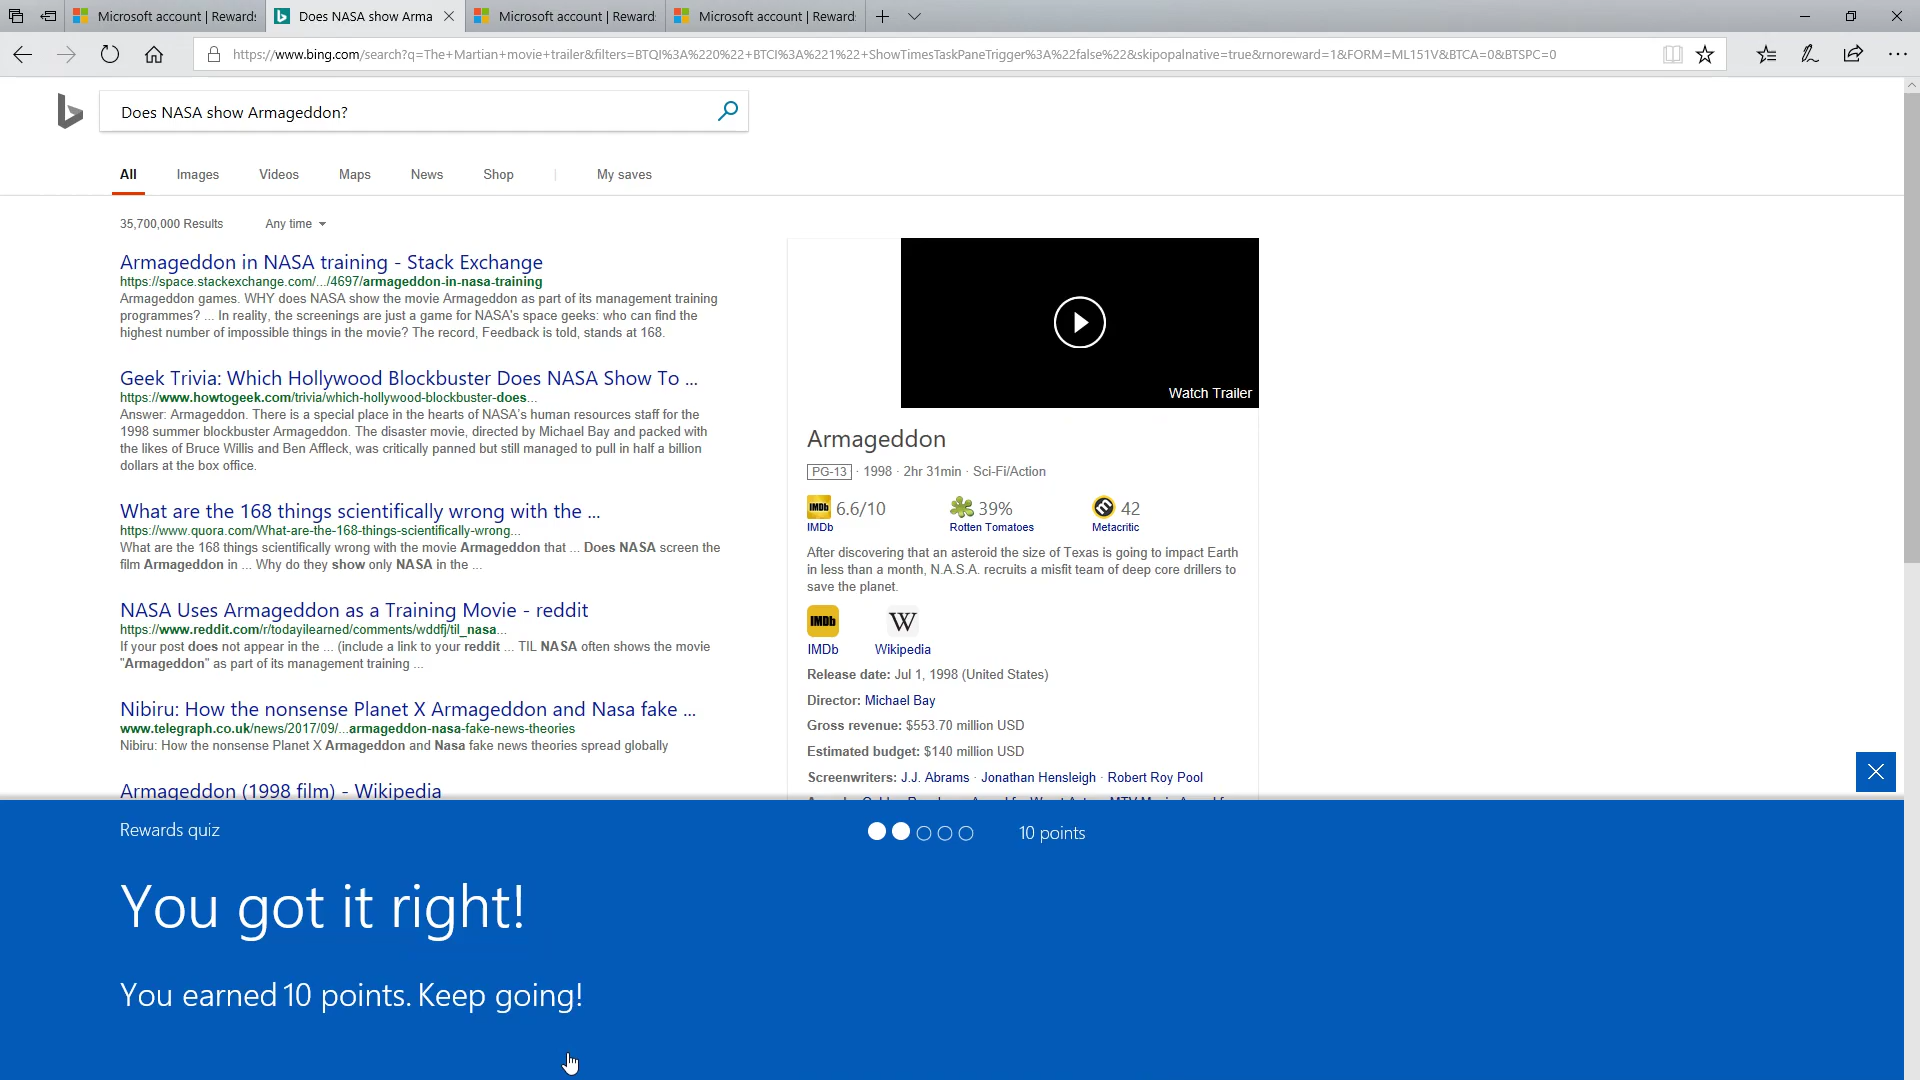 Microsoft account | Rewards
Does NASA show Arma
Microsoft account | Reward
Microsoft account | Rewards
https://www.bing.com/search?q=The+Martian+movie+trailer&filters=BTQI%3A%220%22+BTCI%3A%221%22+ShowTimesTaskPaneTrigger%3A%22false%22&skipopalnative=true&rnoreward=1&FORM=ML151V&BTCA=0&BTSPC=0
Does NASA show Armageddon?
All Images Videos Maps News Shop | My saves
35,700,000 Results Any time
Armageddon in NASA training - Stack Exchange
https://space.stackexchange.com/.../4697/armageddon-in-nasa-training
Armageddon games. WHY does NASA show the movie Armageddon as part of its management training
programmes? ... In reality, the screenings are just a game for NASA's space geeks: who can find the
highest number of impossible things in the movie? The record, Feedback is told, stands at 168.
Geek Trivia: Which Hollywood Blockbuster Does NASA Show To ...
https://www.howtogeek.com/trivia/which-hollywood-blockbuster-does...
Answer: Armageddon. There is a special place in the hearts of NASA's human resources staff for the
1998 summer blockbuster Armageddon. The disaster movie, directed by Michael Bay and packed with
the likes of Bruce Willis and Ben Affleck, was critically panned but still managed to pull in half a billion
dollars at the box office.
What are the 168 things scientifically wrong with the ...
https://www.quora.com/What-are-the-168-things-scientifically-wrong...
What are the 168 things scientifically wrong with the movie Armageddon that ... Does NASA screen the
film Armageddon in ... Why do they show only NASA in the ...
NASA Uses Armageddon as a Training Movie - reddit
https://www.reddit.com/r/todayilearned/comments/wddfj/til_nasa...
If your post does not appear in the ... (include a link to your reddit ... TIL NASA often shows the movie
"Armageddon" as part of its management training ...
Nibiru: How the nonsense Planet X Armageddon and Nasa fake ...
www.telegraph.co.uk/news/2017/09/...armageddon-nasa-fake-news-theories
Nibiru: How the nonsense Planet X Armageddon and Nasa fake news theories spread globally
Armageddon (1998 film) - Wikipedia
Watch Trailer
Armageddon
PG-13 · 1998 · 2hr 31min · Sci-Fi/Action
IMDb 6.6/10 39% 42
IMDb Rotten Tomatoes Metacritic
After discovering that an asteroid the size of Texas is going to impact Earth
in less than a month, N.A.S.A. recruits a misfit team of deep core drillers to
save the planet.
IMDb W
IMDb Wikipedia
Release date: Jul 1, 1998 (United States)
Director: Michael Bay
Gross revenue: $553.70 million USD
Estimated budget: $140 million USD
Screenwriters: J.J. Abrams · Jonathan Hensleigh · Robert Roy Pool
Rewards quiz
10 points
You got it right!
You earned 10 points. Keep going!